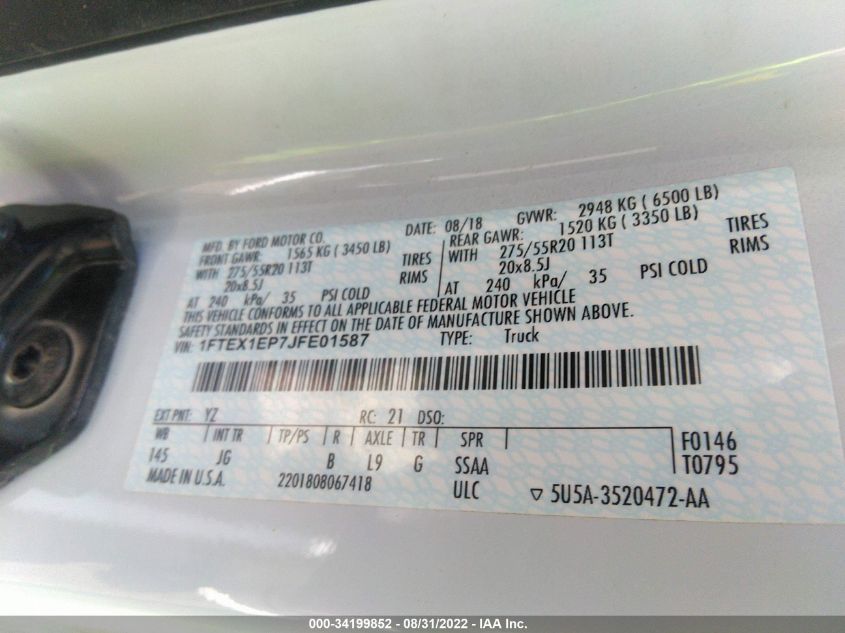 MFD. BY FORD MOTOR CO. DATE: 08/18 GVWR: 2948 KG ( 6500 LB)
FRONT GAWR: 1565 KG ( 3450 LB) REAR GAWR: 1520 KG ( 3350 LB)
WITH 275/55R20 113T TIRES WITH 275/55R20 113T TIRES
20x8.5J RIMS 20x8.5J RIMS
AT 240 kPa/ 35 PSI COLD AT 240 kPa/ 35 PSI COLD
THIS VEHICLE CONFORMS TO ALL APPLICABLE FEDERAL MOTOR VEHICLE
SAFETY STANDARDS IN EFFECT ON THE DATE OF MANUFACTURE SHOWN ABOVE.
VIN: 1FTEX1EP7JFE01587 TYPE: Truck
EXT PNT: YZ RC: 21 DSO:
WB INT TR TP/PS R AXLE TR SPR F0146
145 JG B L9 G SSAA T0795
MADE IN U.S.A. 2201808067418 ULC ▽ 5U5A-3520472-AA
000-34199852 - 08/31/2022 - IAA Inc.